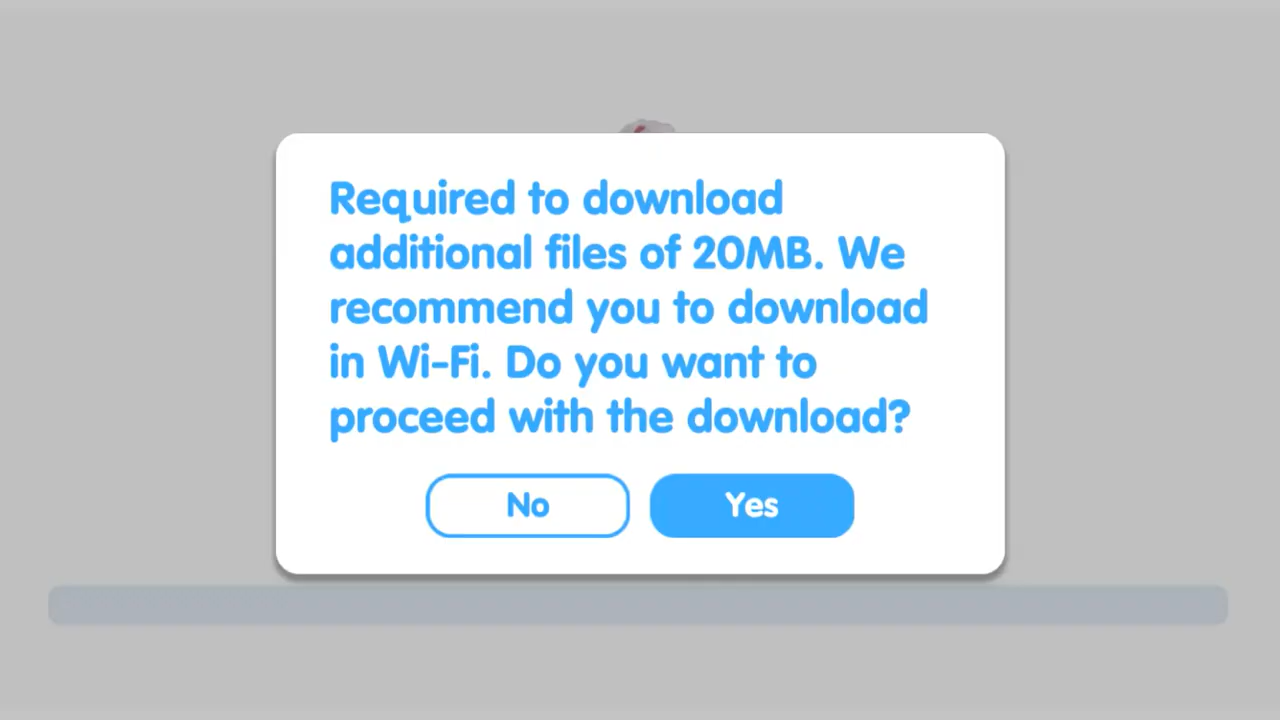 Required to download
additional files of 20MB. We
recommend you to download
in Wi-Fi. Do you want to
proceed with the download?
No
Yes